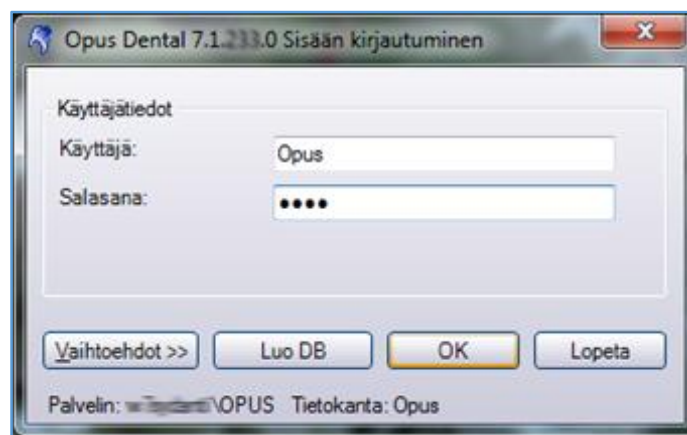 Opus Dental 7.1. .0 Sisään kirjautuminen
Käyttäjätiedot
Käyttäjä: Opus
Salasana: ••••
Vaihtoehdot >> Luo DB OK Lopeta
Palvelin: \OPUS Tietokanta: Opus